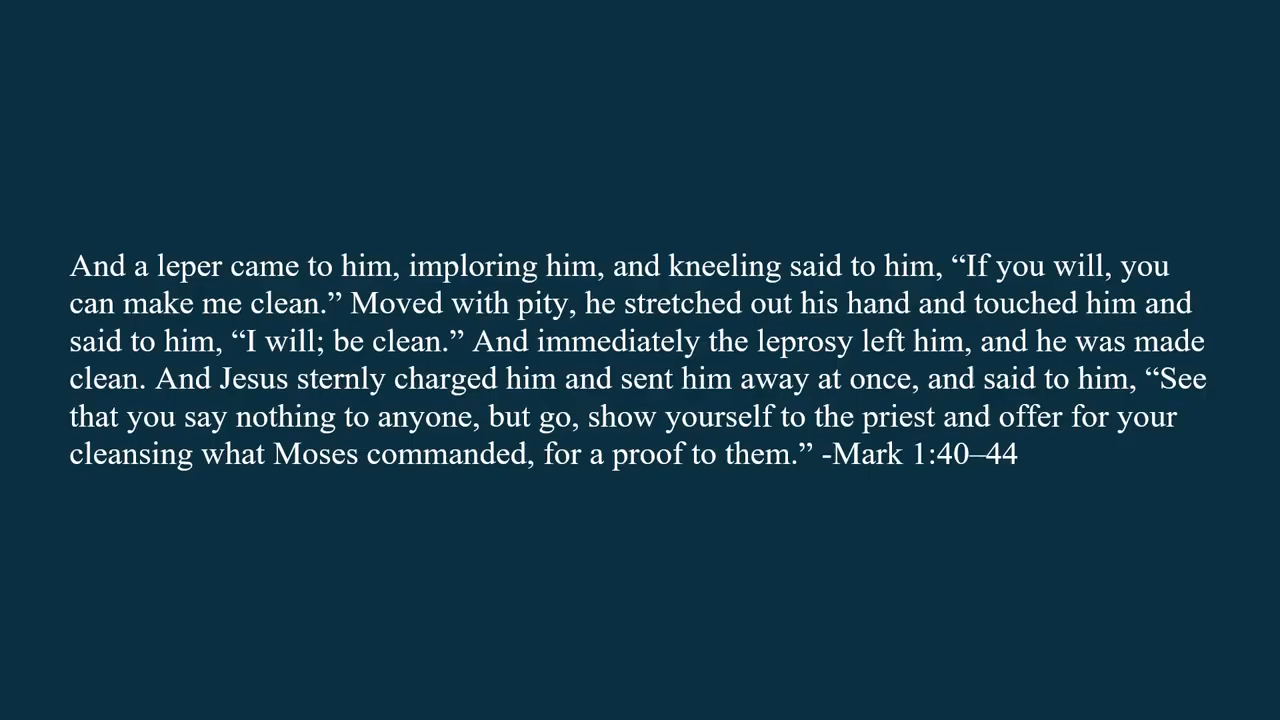 And a leper came to him, imploring him, and kneeling said to him, “If you will, you
can make me clean.” Moved with pity, he stretched out his hand and touched him and
said to him, “I will; be clean.” And immediately the leprosy left him, and he was made
clean. And Jesus sternly charged him and sent him away at once, and said to him, “See
that you say nothing to anyone, but go, show yourself to the priest and offer for your
cleansing what Moses commanded, for a proof to them.” -Mark 1:40–44